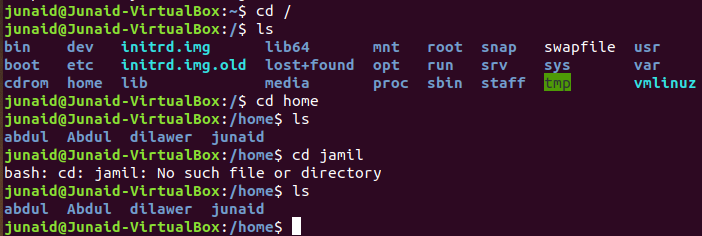 junaid@Junaid-VirtualBox:~$ cd /
junaid@Junaid-VirtualBox:/$ ls
bin    dev   initrd.img      lib64       mnt   root  snap   swapfile  usr
boot   etc   initrd.img.old  lost+found  opt   run   srv    sys       var
cdrom  home  lib             media       proc  sbin  staff  tmp       vmlinuz
junaid@Junaid-VirtualBox:/$ cd home
junaid@Junaid-VirtualBox:/home$ ls
abdul  Abdul  dilawer  junaid
junaid@Junaid-VirtualBox:/home$ cd jamil
bash: cd: jamil: No such file or directory
junaid@Junaid-VirtualBox:/home$ ls
abdul  Abdul  dilawer  junaid
junaid@Junaid-VirtualBox:/home$